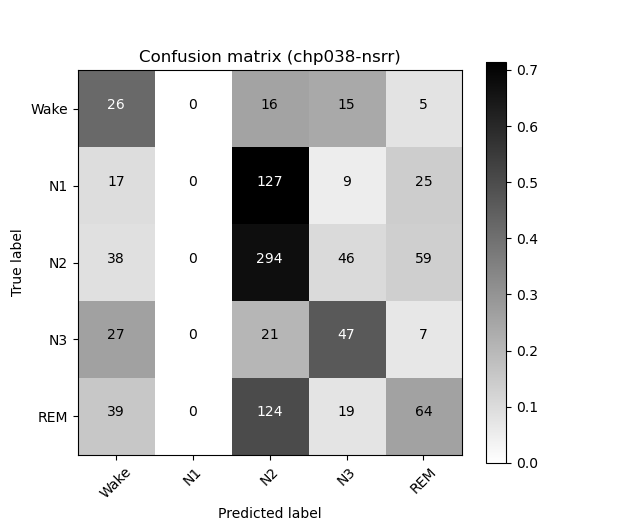 Confusion matrix (chp038-nsrr)
Wake 26 0 16 15 5
N1 17 0 127 9 25
N2 38 0 294 46 59
N3 27 0 21 47 7
REM 39 0 124 19 64
Wake N1 N2 N3 REM
True label
Predicted label
0.7
0.6
0.5
0.4
0.3
0.2
0.1
0.0